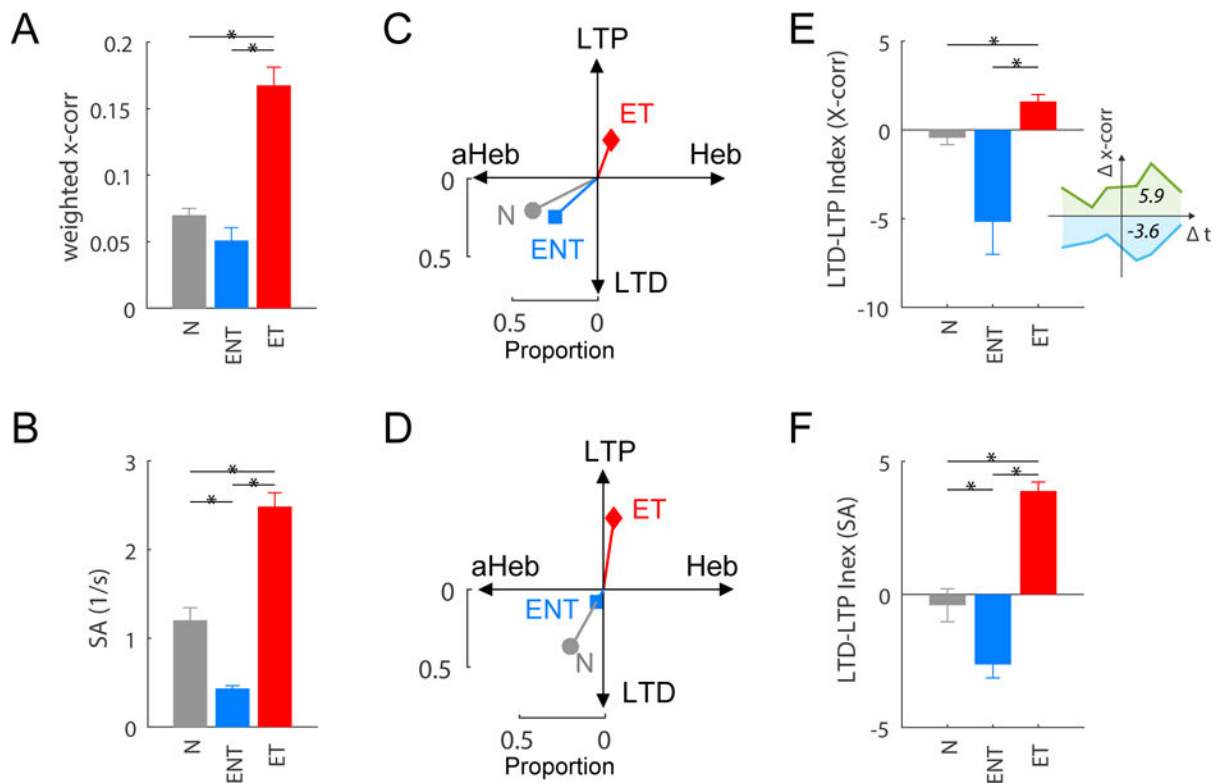 A
weighted x-corr
0.2
0.15
0.1
0.05
0
*
*
N
ENT
ET
B
SA (1/s)
3
2
1
0
*
*
*
N
ENT
ET
C
LTP
ET
aHeb
Heb
0
N
ENT
0.5
LTD
0.5
0
Proportion
D
LTP
ET
aHeb
Heb
0
ENT
N
0.5
LTD
0.5
0
Proportion
E
LTD-LTP Index (X-corr)
5
0
-5
-10
*
*
N
ENT
ET
Δ x-corr
5.9
-3.6
Δ t
F
LTD-LTP Inex (SA)
5
0
-5
*
*
*
N
ENT
ET